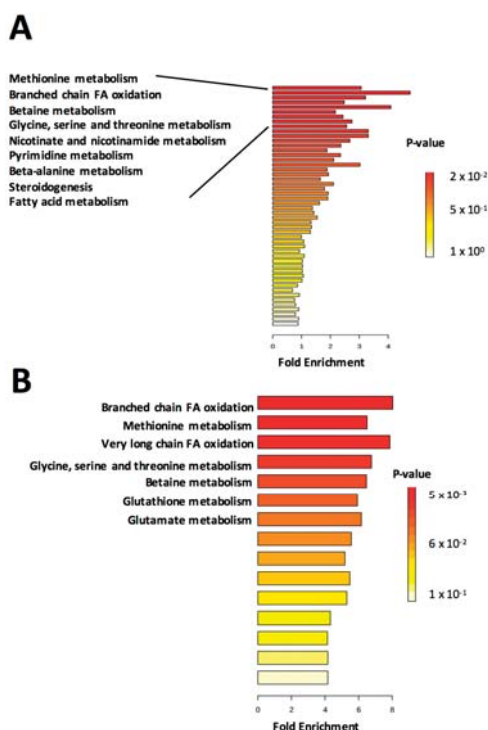 A
Methionine metabolism
Branched chain FA oxidation
Betaine metabolism
Glycine, serine and threonine metabolism
Nicotinate and nicotinamide metabolism
Pyrimidine metabolism
Beta-alanine metabolism
Steroidogenesis
Fatty acid metabolism
P-value
2 x 10⁻²
5 x 10⁻¹
1 x 10⁰
0 1 2 3 4
Fold Enrichment
B
Branched chain FA oxidation
Methionine metabolism
Very long chain FA oxidation
Glycine, serine and threonine metabolism
Betaine metabolism
Glutathione metabolism
Glutamate metabolism
P-value
5 x 10⁻³
6 x 10⁻²
1 x 10⁻¹
0 2 4 6 8
Fold Enrichment